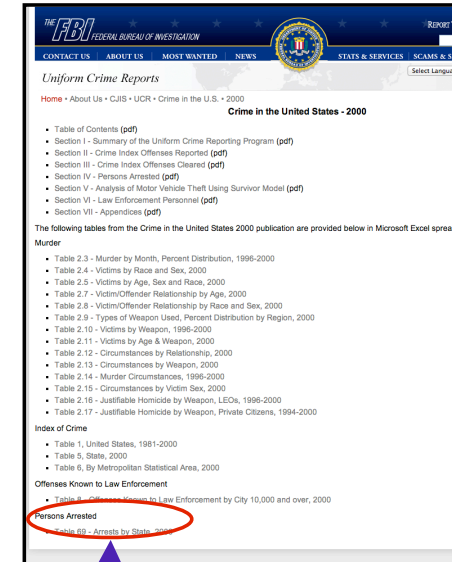 THE FBI FEDERAL BUREAU OF INVESTIGATION
REPORT
CONTACT US ABOUT US MOST WANTED NEWS STATS & SERVICES SCAMS & S
Uniform Crime Reports
Select Langua
Home • About Us • CJIS • UCR • Crime in the U.S. • 2000
Crime in the United States - 2000
Table of Contents (pdf)
Section I - Summary of the Uniform Crime Reporting Program (pdf)
Section II - Crime Index Offenses Reported (pdf)
Section III - Crime Index Offenses Cleared (pdf)
Section IV - Persons Arrested (pdf)
Section V - Analysis of Motor Vehicle Theft Using Survivor Model (pdf)
Section VI - Law Enforcement Personnel (pdf)
Section VII - Appendices (pdf)
The following tables from the Crime in the United States 2000 publication are provided below in Microsoft Excel sprea
Murder
Table 2.3 - Murder by Month, Percent Distribution, 1996-2000
Table 2.4 - Victims by Race and Sex, 2000
Table 2.5 - Victims by Age, Sex and Race, 2000
Table 2.7 - Victim/Offender Relationship by Age, 2000
Table 2.8 - Victim/Offender Relationship by Race and Sex, 2000
Table 2.9 - Types of Weapon Used, Percent Distribution by Region, 2000
Table 2.10 - Victims by Weapon, 1996-2000
Table 2.11 - Victims by Age & Weapon, 2000
Table 2.12 - Circumstances by Relationship, 2000
Table 2.13 - Circumstances by Weapon, 2000
Table 2.14 - Murder Circumstances, 1996-2000
Table 2.15 - Circumstances by Victim Sex, 2000
Table 2.16 - Justifiable Homicide by Weapon, LEOs, 1996-2000
Table 2.17 - Justifiable Homicide by Weapon, Private Citizens, 1994-2000
Index of Crime
Table 1, United States, 1981-2000
Table 5, State, 2000
Table 6, By Metropolitan Statistical Area, 2000
Offenses Known to Law Enforcement
Table 8 - Offenses Known to Law Enforcement by City 10,000 and over, 2000
Persons Arrested
Table 69 - Arrests by State, 2000